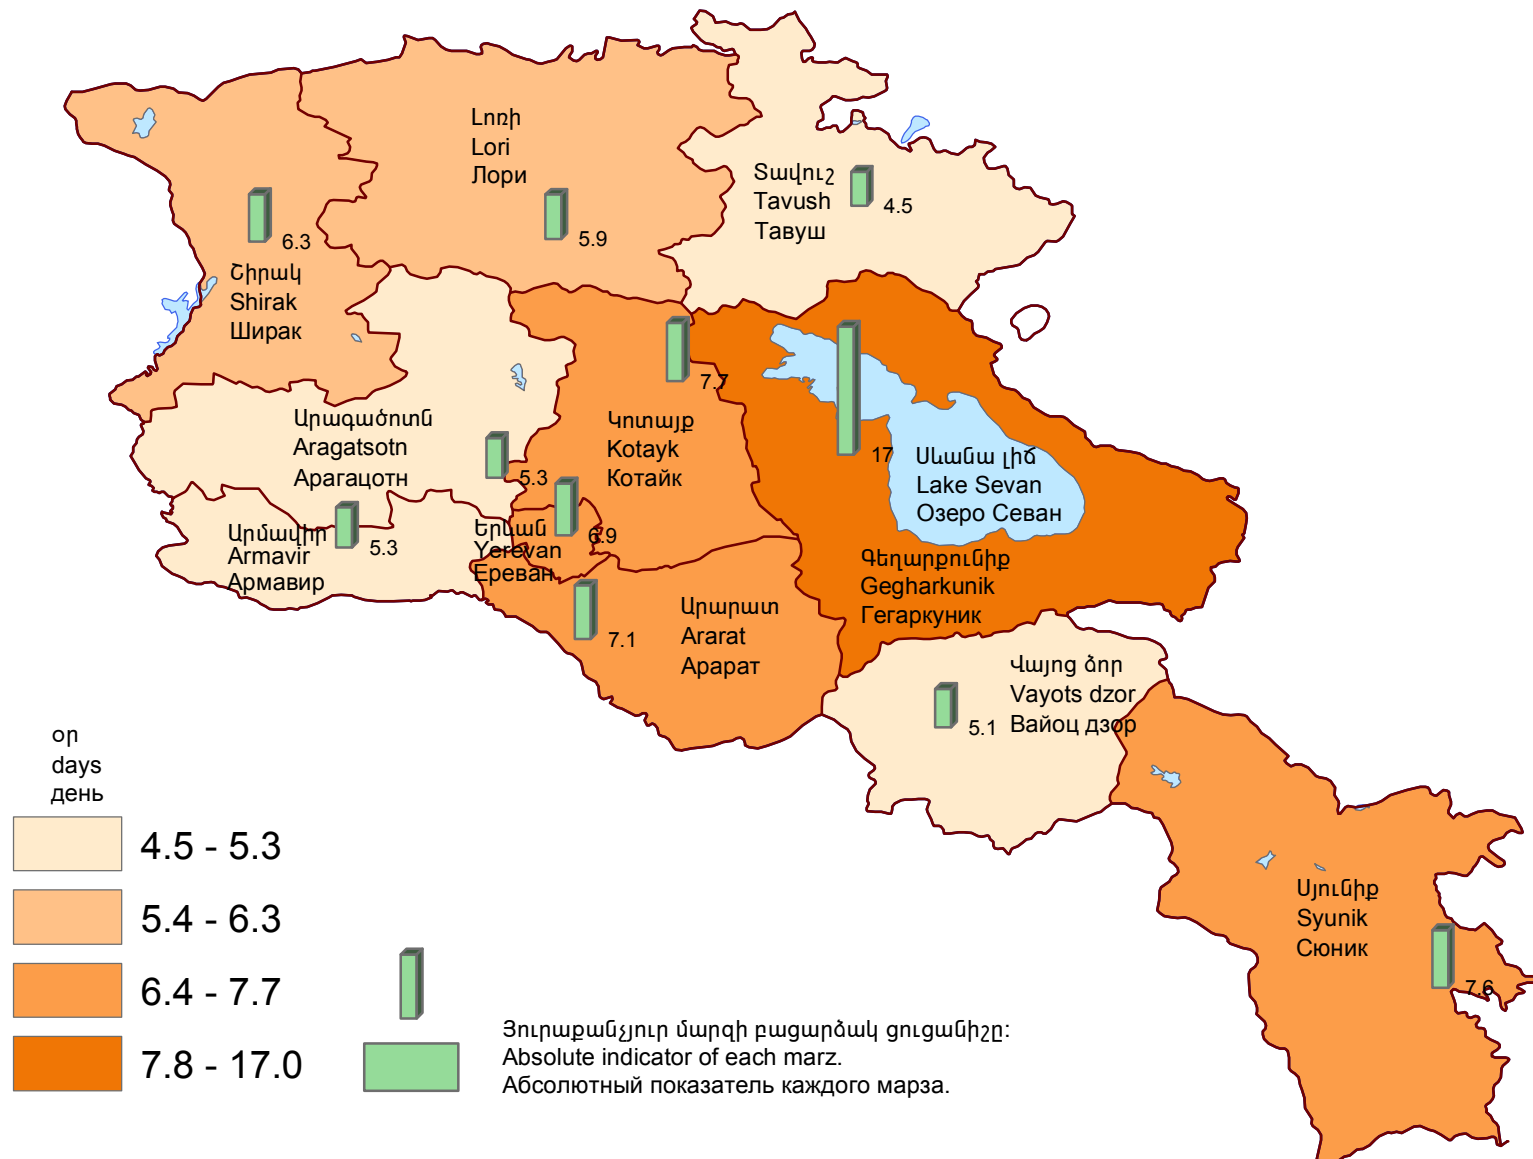 Լոռի
Lori
Лори
5.9
Տավուշ
Tavush
Тавуш
4.5
6.3
Շիրակ
Shirak
Ширак
7.7
Կոտայք
Kotayk
Котайк
Արագածոտն
Aragatsotn
Арагацотн
5.3
17
Սևանա լիճ
Lake Sevan
Озеро Севан
Արմավիր
Armavir
Армавир
5.3
Երևան
Yerevan
Ереван
6.9
Գեղարքունիք
Gegharkunik
Гегаркуник
7.1
Արարատ
Ararat
Арарат
Վայոց ձոր
Vayots dzor
Вайоц дзор
5.1
Սյունիք
Syunik
Сюник
7.6
օր
days
день
4.5 - 5.3
5.4 - 6.3
6.4 - 7.7
7.8 - 17.0
Յուրաքանչյուր մարզի բացարձակ ցուցանիշը:
Absolute indicator of each marz.
Абсолютный показатель каждого марза.